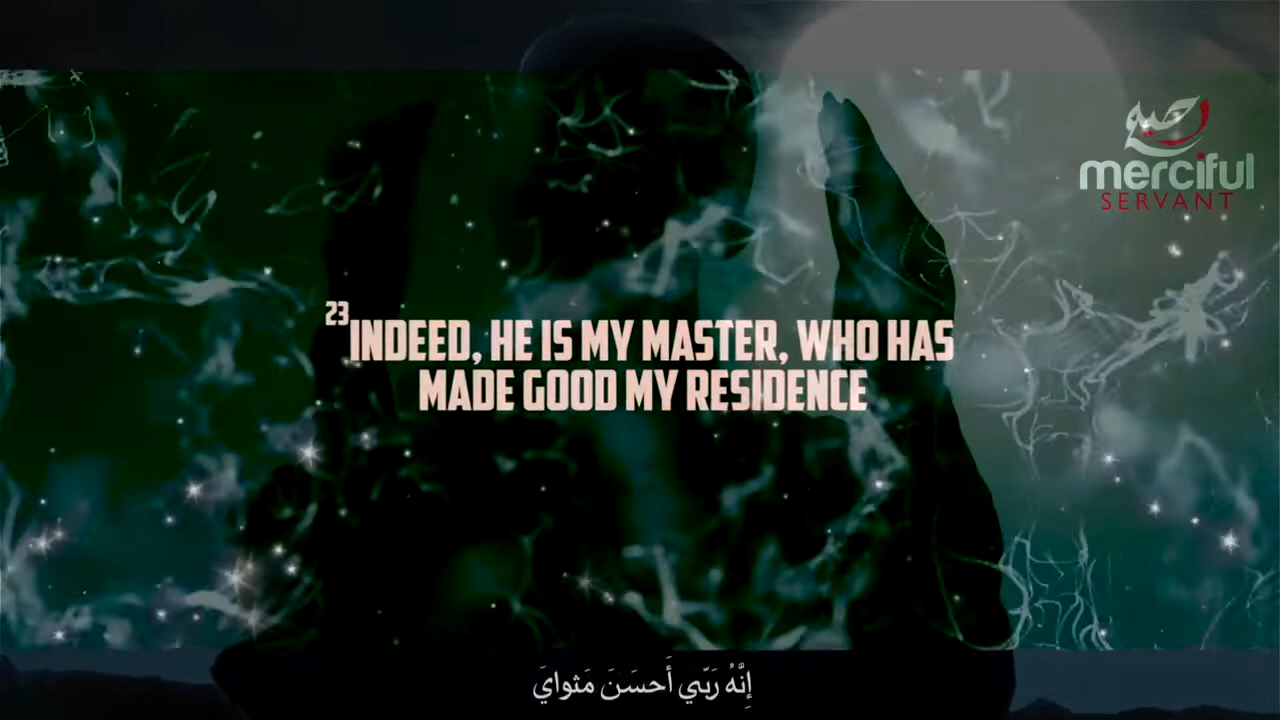 merciful
SERVANT
23 INDEED, HE IS MY MASTER, WHO HAS
MADE GOOD MY RESIDENCE
إِنَّهُ رَبّي أَحسَنَ مَثوايَ